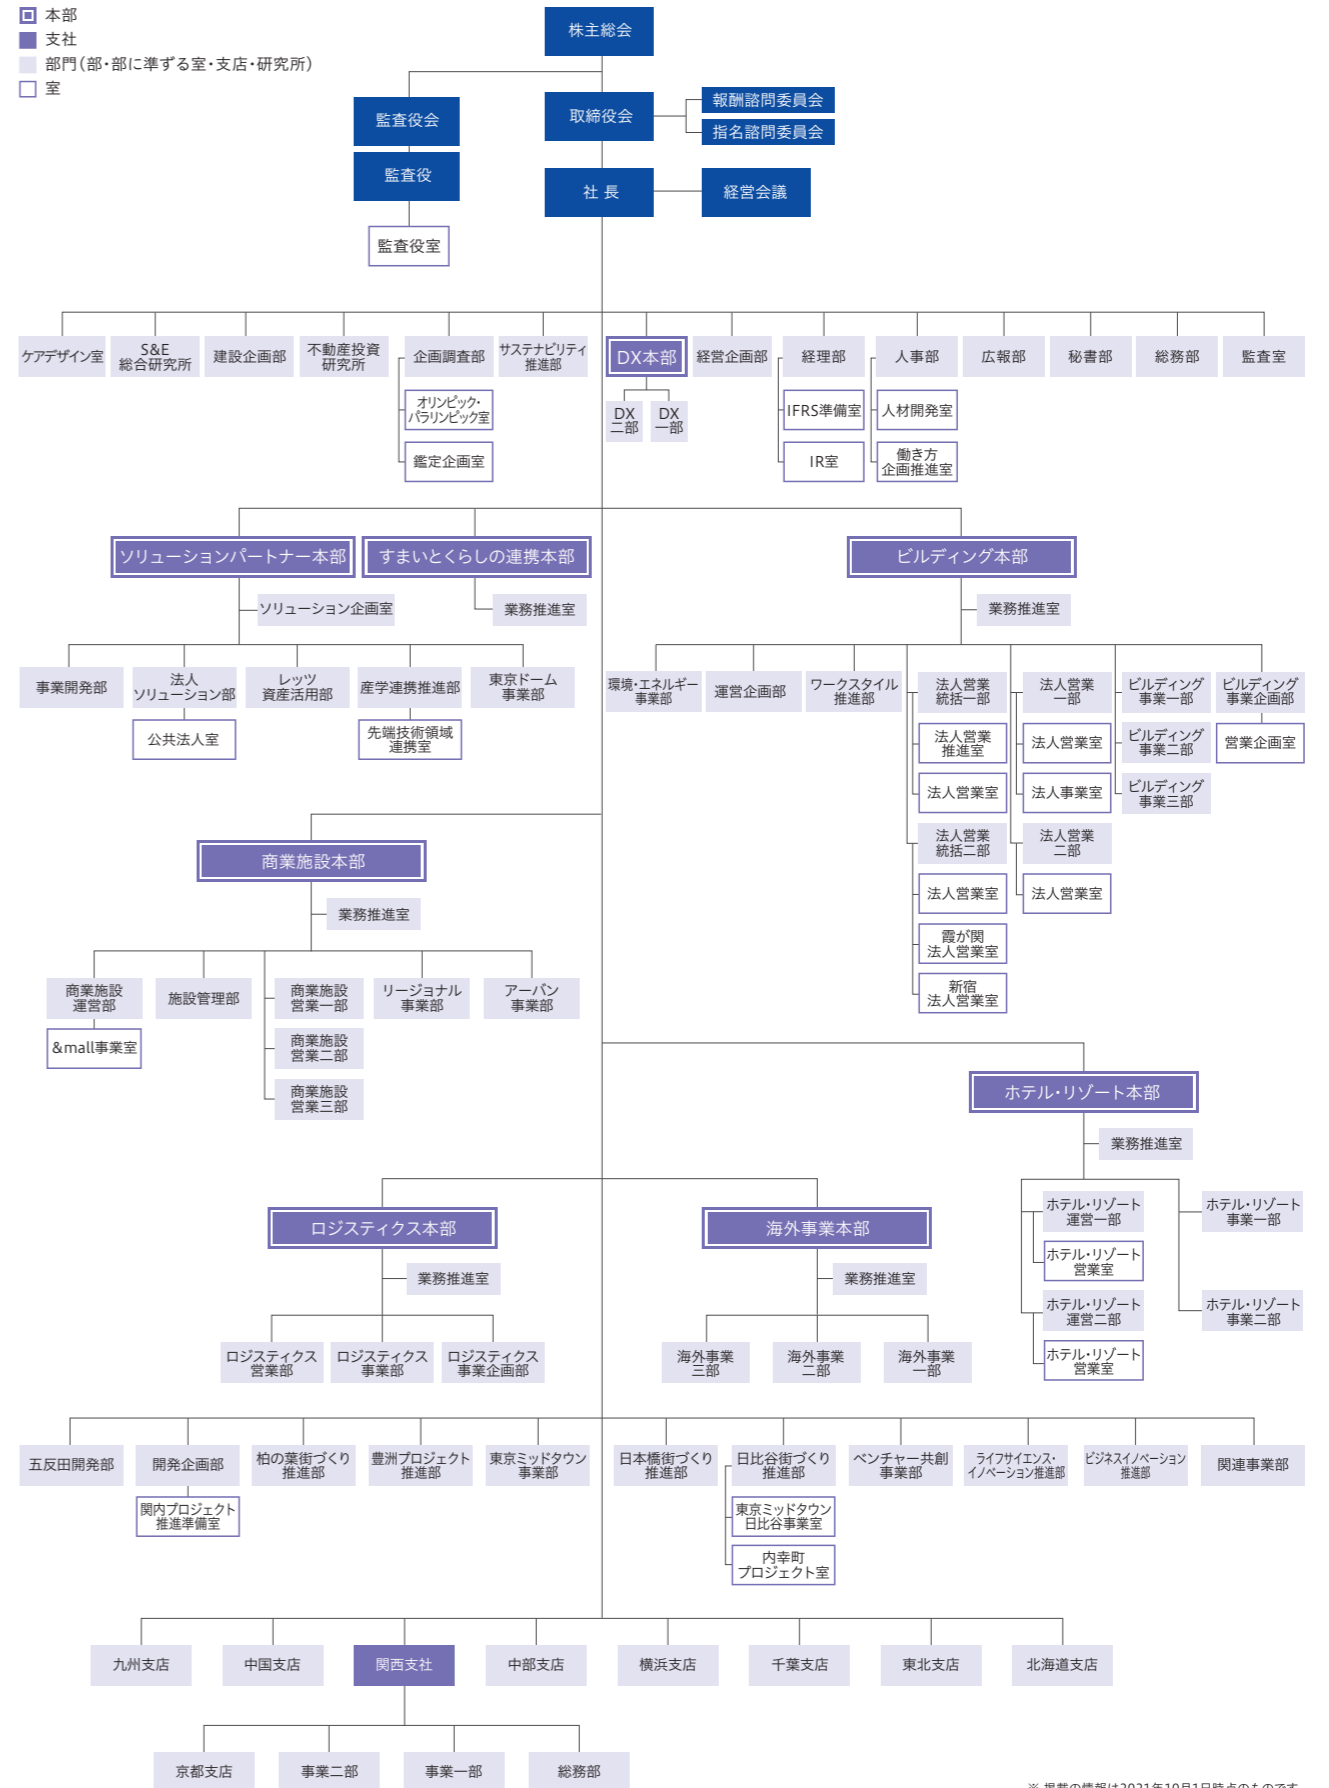 本部
支社
部門(部・部に準ずる室・支店・研究所)
室
株主総会
監査役会
取締役会
報酬諮問委員会
指名諮問委員会
監査役
社 長
経営会議
監査役室
ケアデザイン室
S&E
総合研究所
建設企画部
不動産投資
研究所
企画調査部
サステナビリティ
推進部
DX本部
経営企画部
経理部
人事部
広報部
秘書部
総務部
監査室
オリンピック・
パラリンピック室
鑑定企画室
DX
二部
DX
一部
IFRS準備室
IR室
人材開発室
働き方
企画推進室
ソリューションパートナー本部
すまいとくらしの連携本部
ビルディング本部
ソリューション企画室
業務推進室
業務推進室
事業開発部
法人
ソリューション部
レッツ
資産活用部
産学連携推進部
東京ドーム
事業部
公共法人室
先端技術領域
連携室
環境・エネルギー
事業部
運営企画部
ワークスタイル
推進部
法人営業
統括一部
法人営業
推進室
法人営業室
法人営業
統括二部
法人営業室
霞が関
法人営業室
新宿
法人営業室
法人営業
一部
法人営業室
法人事業室
法人営業
二部
法人営業室
ビルディング
事業一部
ビルディング
事業二部
ビルディング
事業三部
ビルディング
事業企画部
営業企画室
商業施設本部
業務推進室
商業施設
運営部
&mall事業室
施設管理部
商業施設
営業一部
商業施設
営業二部
商業施設
営業三部
リージョナル
事業部
アーバン
事業部
ホテル・リゾート本部
業務推進室
ホテル・リゾート
運営一部
ホテル・リゾート
営業室
ホテル・リゾート
運営二部
ホテル・リゾート
営業室
ホテル・リゾート
事業一部
ホテル・リゾート
事業二部
ロジスティクス本部
業務推進室
ロジスティクス
営業部
ロジスティクス
事業部
ロジスティクス
事業企画部
海外事業本部
業務推進室
海外事業
三部
海外事業
二部
海外事業
一部
五反田開発部
開発企画部
関内プロジェクト
推進準備室
柏の葉街づくり
推進部
豊洲プロジェクト
推進部
東京ミッドタウン
事業部
日本橋街づくり
推進部
日比谷街づくり
推進部
東京ミッドタウン
日比谷事業室
内幸町
プロジェクト室
ベンチャー共創
事業部
ライフサイエンス・
イノベーション推進部
ビジネスイノベーション
推進部
関連事業部
九州支店
中国支店
関西支社
中部支店
横浜支店
千葉支店
東北支店
北海道支店
京都支店
事業二部
事業一部
総務部
※ 掲載の情報は2021年10月1日時点のものです